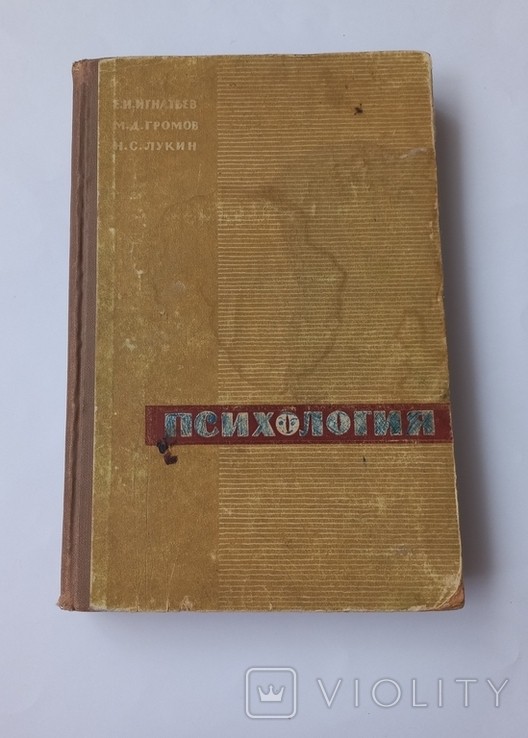 Е.И.ИГНАТЬЕВ
М.Д.ГРОМОВ
Н.С.ЛУКИН
ПСИХОЛОГИЯ
VIOLITY